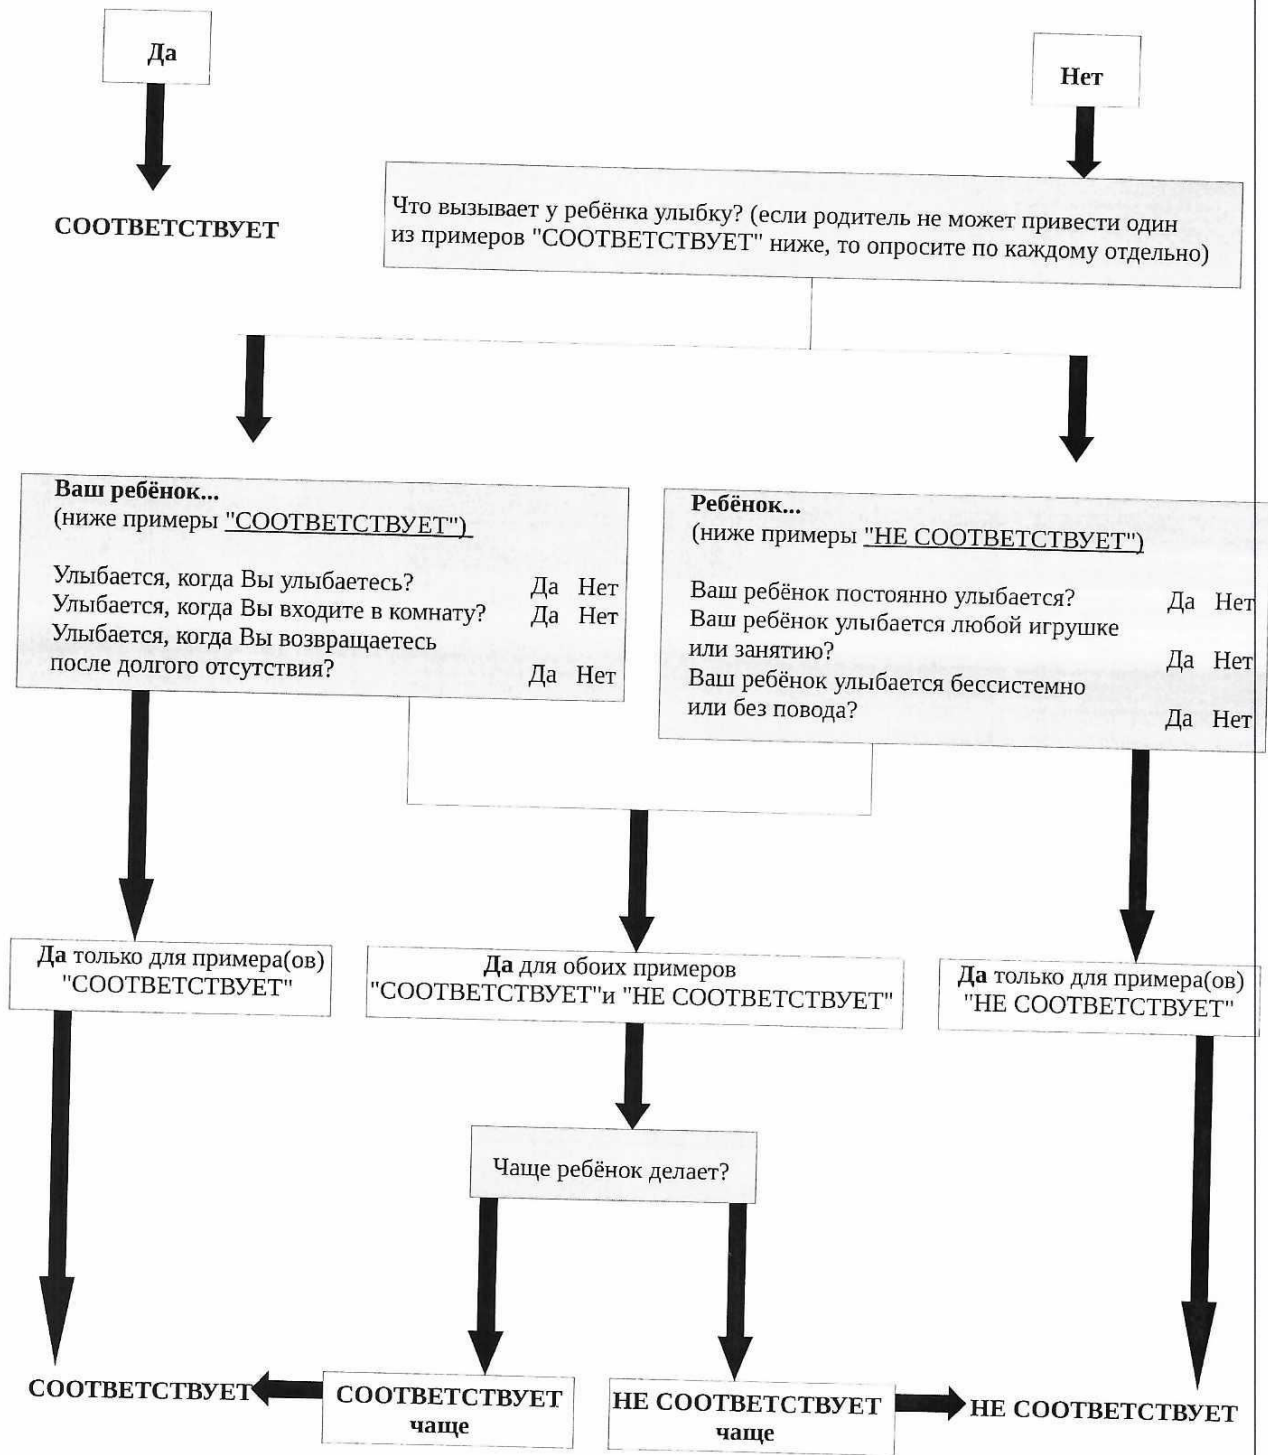 Да
Нет
СООТВЕТСТВУЕТ
Что вызывает у ребёнка улыбку? (если родитель не может привести один
из примеров "СООТВЕТСТВУЕТ" ниже, то опросите по каждому отдельно)
Ваш ребёнок...
(ниже примеры "СООТВЕТСТВУЕТ")
Улыбается, когда Вы улыбаетесь? Да Нет
Улыбается, когда Вы входите в комнату? Да Нет
Улыбается, когда Вы возвращаетесь
после долгого отсутствия? Да Нет
Ребёнок...
(ниже примеры "НЕ СООТВЕТСТВУЕТ")
Ваш ребёнок постоянно улыбается? Да Нет
Ваш ребёнок улыбается любой игрушке
или занятию? Да Нет
Ваш ребёнок улыбается бессистемно
или без повода? Да Нет
Да только для примера(ов)
"СООТВЕТСТВУЕТ"
Да для обоих примеров
"СООТВЕТСТВУЕТ"и "НЕ СООТВЕТСТВУЕТ"
Да только для примера(ов)
"НЕ СООТВЕТСТВУЕТ"
Чаще ребёнок делает?
СООТВЕТСТВУЕТ
СООТВЕТСТВУЕТ
чаще
НЕ СООТВЕТСТВУЕТ
чаще
НЕ СООТВЕТСТВУЕТ